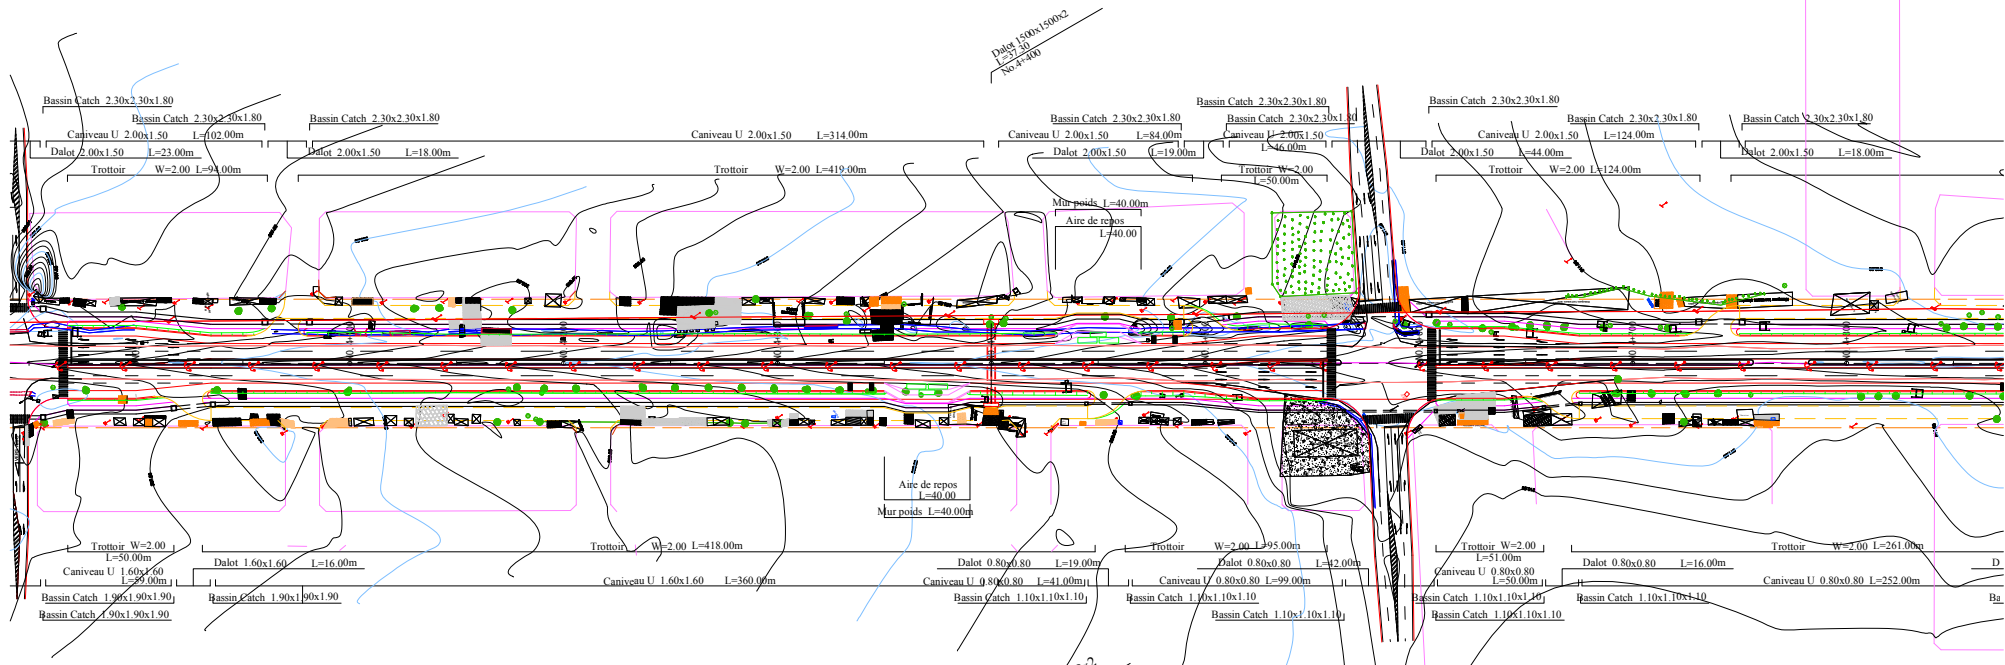 Dalot 1500x1500x2
L=37.30
No.4+400
Bassin Catch 2.30x2.30x1.80
Bassin Catch 2.30x2.30x1.80
Bassin Catch 2.30x2.30x1.80
Bassin Catch 2.30x2.30x1.80
Bassin Catch 2.30x2.30x1.80
Bassin Catch 2.30x2.30x1.80
Bassin Catch 2.30x2.30x1.80
Bassin Catch 2.30x2.30x1.80
Bassin Catch 2.30x2.30x1.80
Caniveau U 2.00x1.50 L=102.00m
Caniveau U 2.00x1.50 L=314.00m
Caniveau U 2.00x1.50 L=84.00m
Caniveau U 2.00x1.50
L=46.00m
Caniveau U 2.00x1.50 L=124.00m
Dalot 2.00x1.50 L=23.00m
Dalot 2.00x1.50 L=18.00m
Dalot 2.00x1.50 L=19.00m
Dalot 2.00x1.50 L=44.00m
Dalot 2.00x1.50 L=18.00m
Trottoir W=2.00 L=94.00m
Trottoir W=2.00 L=419.00m
Trottoir W=2.00
L=50.00m
Trottoir W=2.00 L=124.00m
Mur poids L=40.00m
Aire de repos
L=40.00
Aire de repos
L=40.00
Mur poids L=40.00m
Trottoir W=2.00
L=50.00m
Trottoir W=2.00 L=418.00m
Trottoir W=2.00 L=95.00m
Trottoir W=2.00
L=51.00m
Trottoir W=2.00 L=261.00m
Dalot 1.60x1.60 L=16.00m
Dalot 0.80x0.80 L=19.00m
Dalot 0.80x0.80 L=42.00m
Dalot 0.80x0.80 L=16.00m
D
Caniveau U 1.60x1.60
L=59.00m
Caniveau U 1.60x1.60 L=360.00m
Caniveau U 0.80x0.80 L=41.00m
Caniveau U 0.80x0.80 L=99.00m
Caniveau U 0.80x0.80
L=50.00m
Caniveau U 0.80x0.80 L=252.00m
Bassin Catch 1.90x1.90x1.90
Bassin Catch 1.90x1.90x1.90
Bassin Catch 1.10x1.10x1.10
Bassin Catch 1.10x1.10x1.10
Bassin Catch 1.10x1.10x1.10
Bassin Catch 1.10x1.10x1.10
Ba
Bassin Catch 1.90x1.90x1.90
Bassin Catch 1.10x1.10x1.10
Bassin Catch 1.10x1.10x1.10